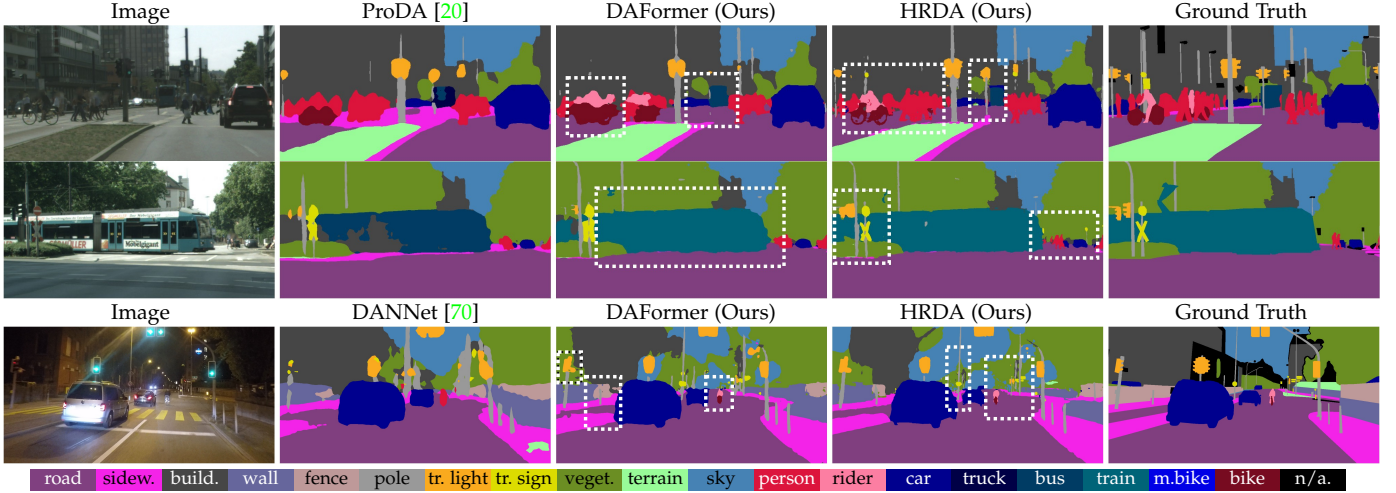 Image ProDA [20] DAFormer (Ours) HRDA (Ours) Ground Truth
Möbelgigant
Image DANNet [70] DAFormer (Ours) HRDA (Ours) Ground Truth
road sidew. build. wall fence pole tr. light tr. sign veget. terrain sky person rider car truck bus train m.bike bike n/a.